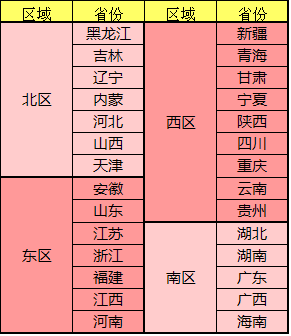 区域 省份 区域 省份
北区
黑龙江
吉林
辽宁
内蒙
河北
山西
天津
东区
安徽
山东
江苏
浙江
福建
江西
河南
西区
新疆
青海
甘肃
宁夏
陕西
四川
重庆
云南
贵州
南区
湖北
湖南
广东
广西
海南